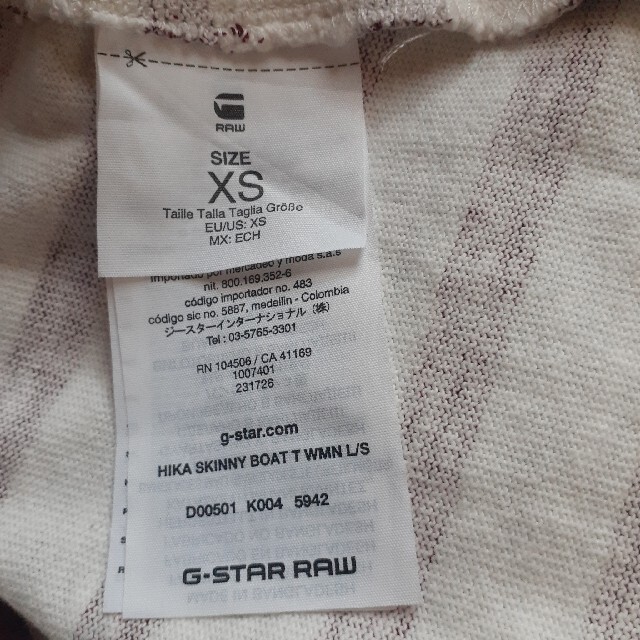 RAW
SIZE
XS
Taille Talla Taglia Größe
EU/US: XS
MX: ECH
importado por mercadeo y moda s.a.s
nit. 800.169.352-6
código importador no. 483
código sic no. 5887, medellin - Colombia
ジースターインターナショナル（株）
Tel : 03-5765-3301
RN 104506 / CA 41169
1007401
231726
g-star.com
HIKA SKINNY BOAT T WMN L/S
D00501 K004 5942
G-STAR RAW